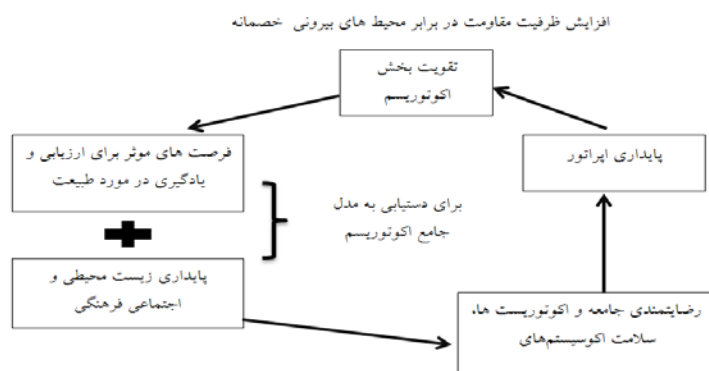 افزایش ظرفیت مقاومت در برابر محیط های بیرونی خصمانه
تقویت بخش
اکوتوریسم
فرصت های موثر برای ارزیابی و
یادگیری در مورد طبیعت
پایداری اپراتور
برای دستیابی به مدل
جامع اکوتوریسم
پایداری زیست محیطی و
اجتماعی فرهنگی
رضایتمندی جامعه و اکوتوریست ها،
سلامت اکوسیستم‌های